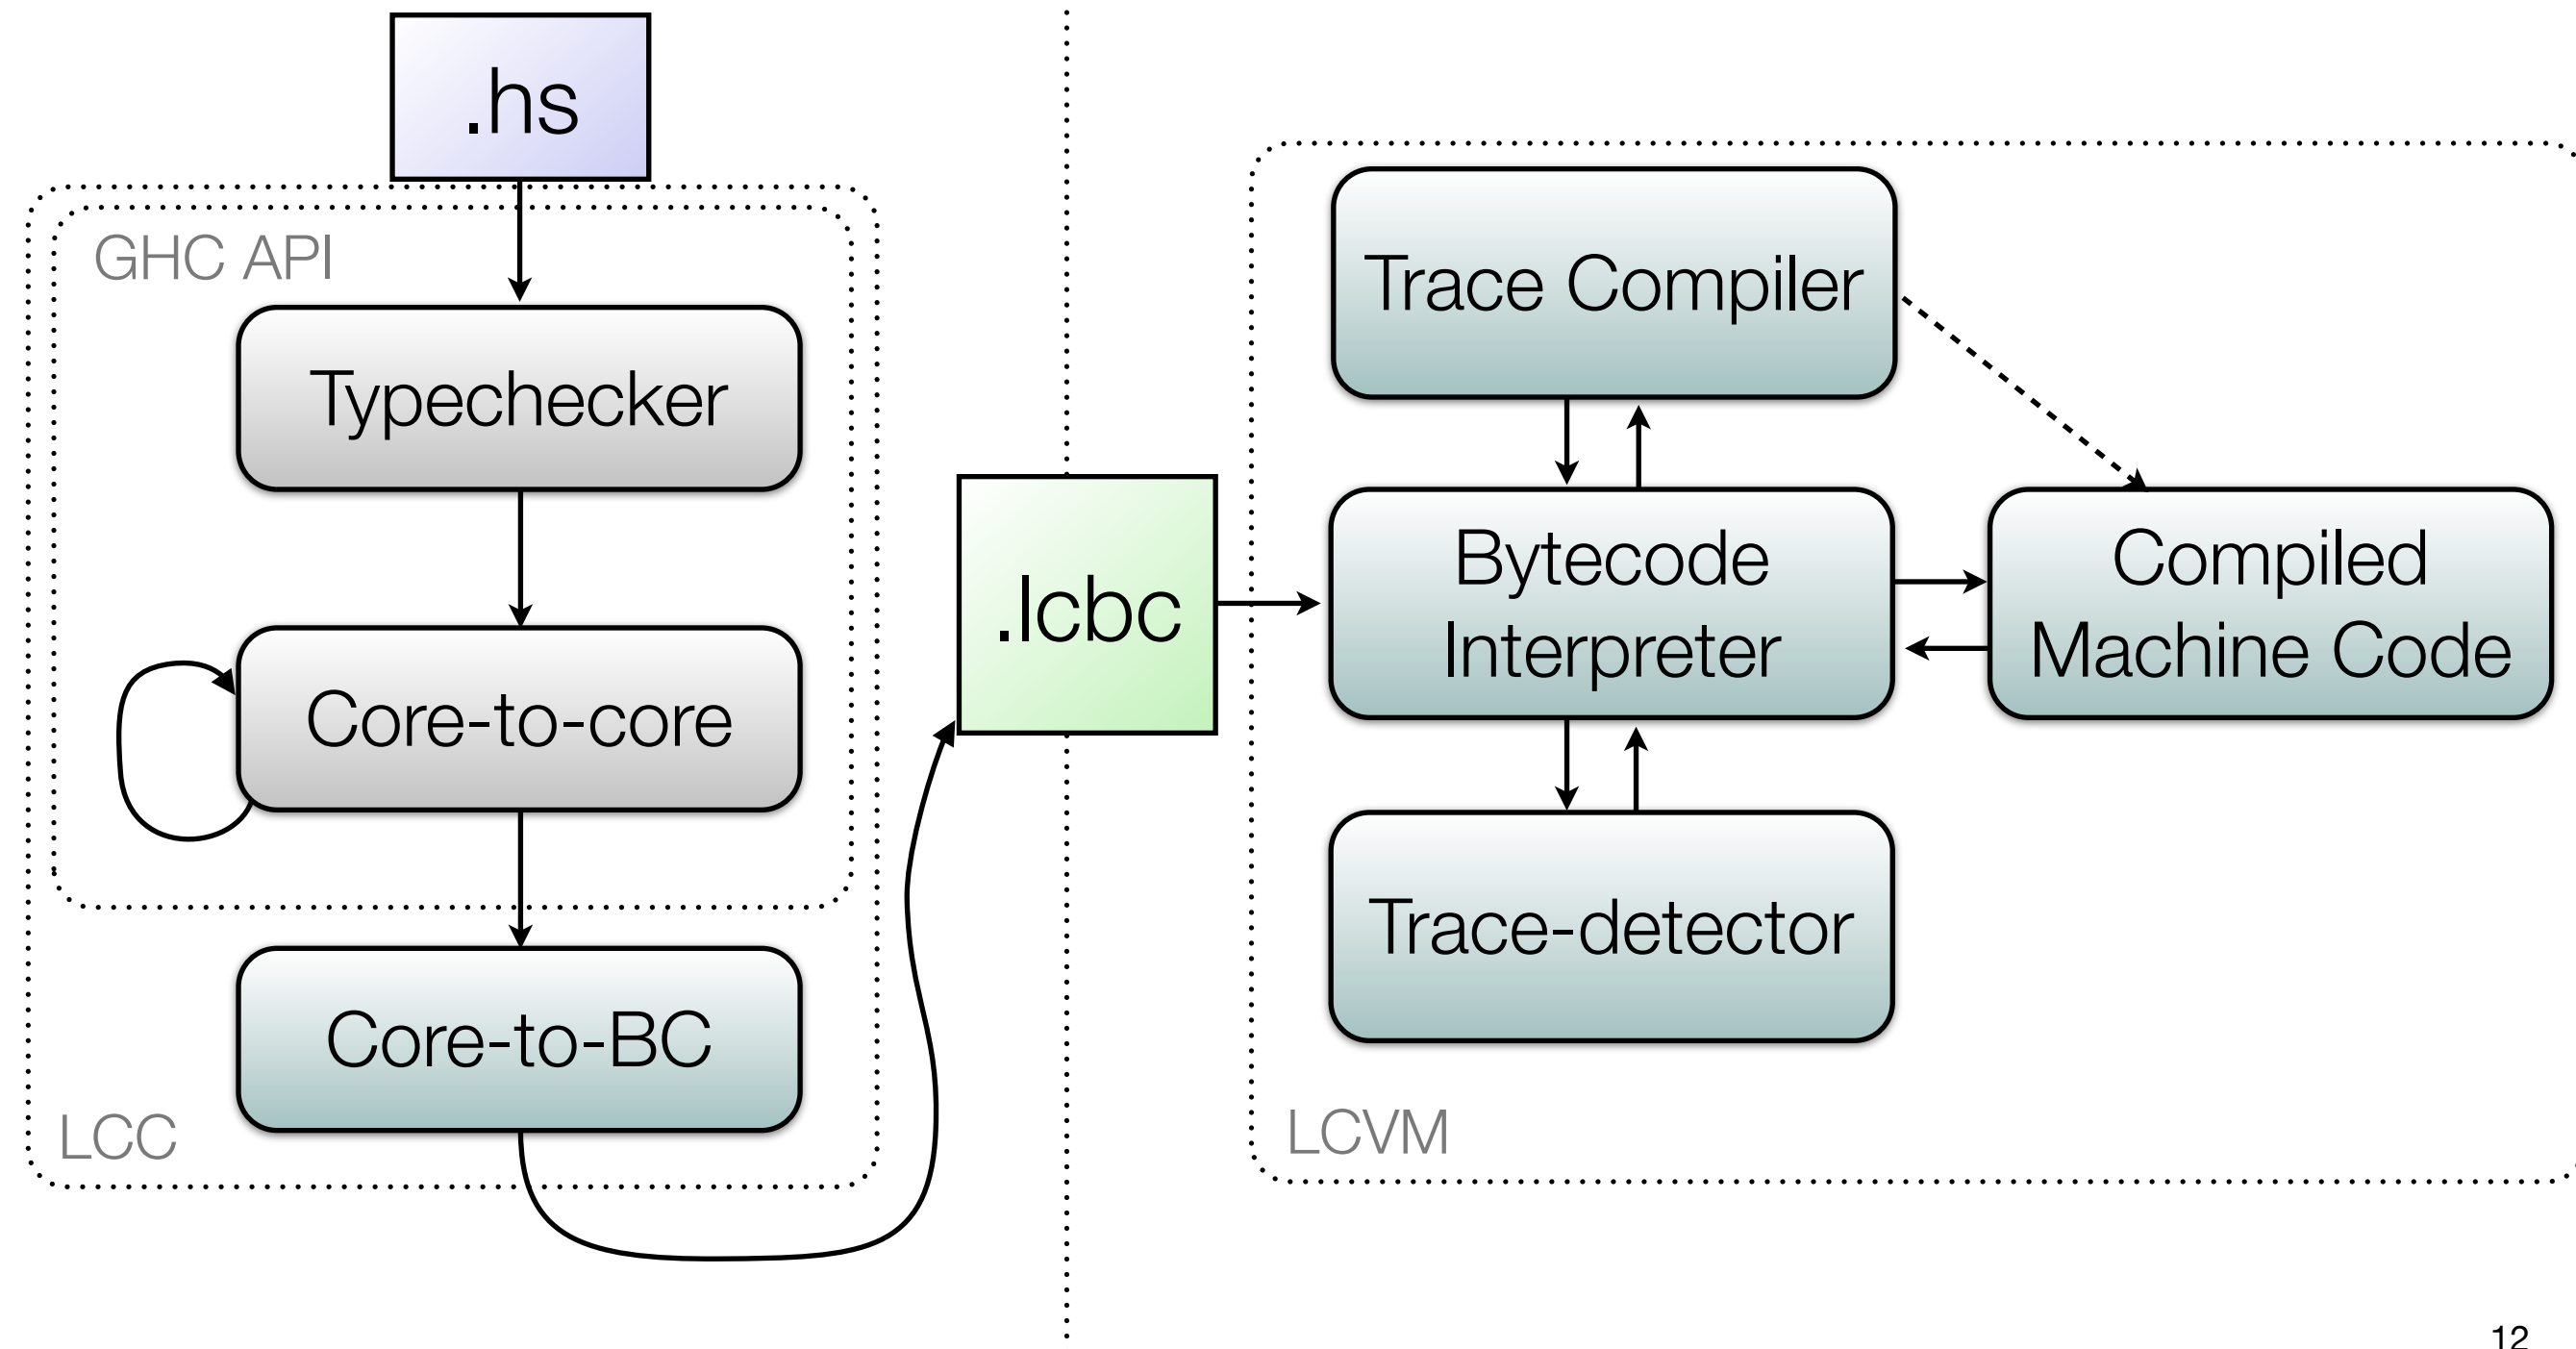 .hs
GHC API
Typechecker
Core-to-core
Core-to-BC
LCC
.lcbc
Trace Compiler
Bytecode
Interpreter
Compiled
Machine Code
Trace-detector
LCVM
12